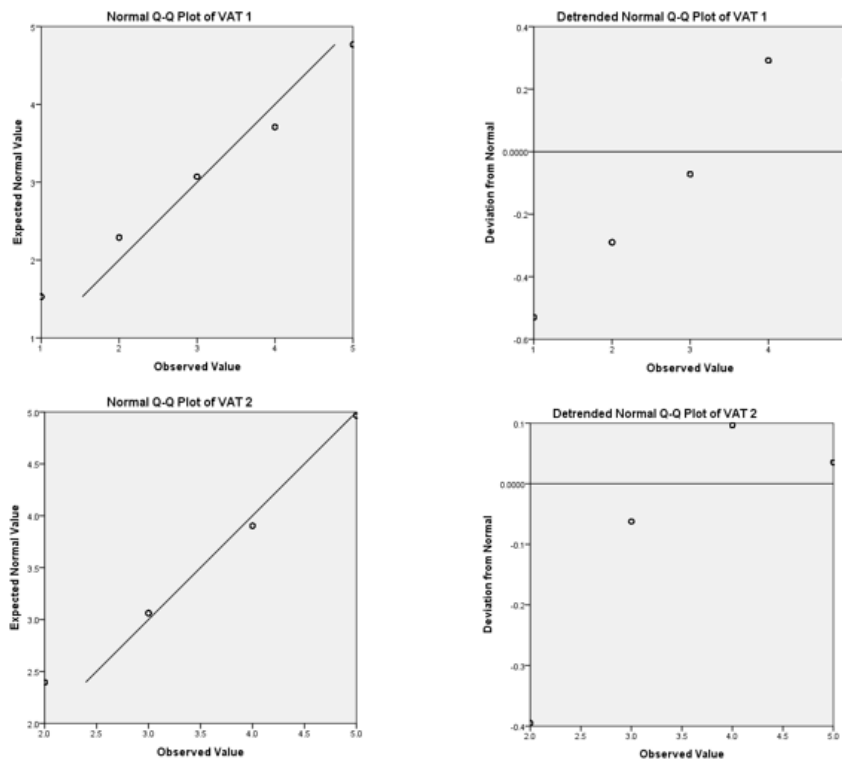 Normal Q-Q Plot of VAT 1
Expected Normal Value
5
4
3
2
1
1 2 3 4 5
Observed Value
Detrended Normal Q-Q Plot of VAT 1
Deviation from Normal
0.4
0.2
0.0000
-0.2
-0.4
-0.6
1 2 3 4
Observed Value
Normal Q-Q Plot of VAT 2
Expected Normal Value
5.0
4.5
4.0
3.5
3.0
2.5
2.0
2.0 2.5 3.0 3.5 4.0 4.5 5.0
Observed Value
Detrended Normal Q-Q Plot of VAT 2
Deviation from Normal
0.1
0.0000
-0.1
-0.2
-0.3
-0.4
2.0 2.5 3.0 3.5 4.0 4.5 5.0
Observed Value